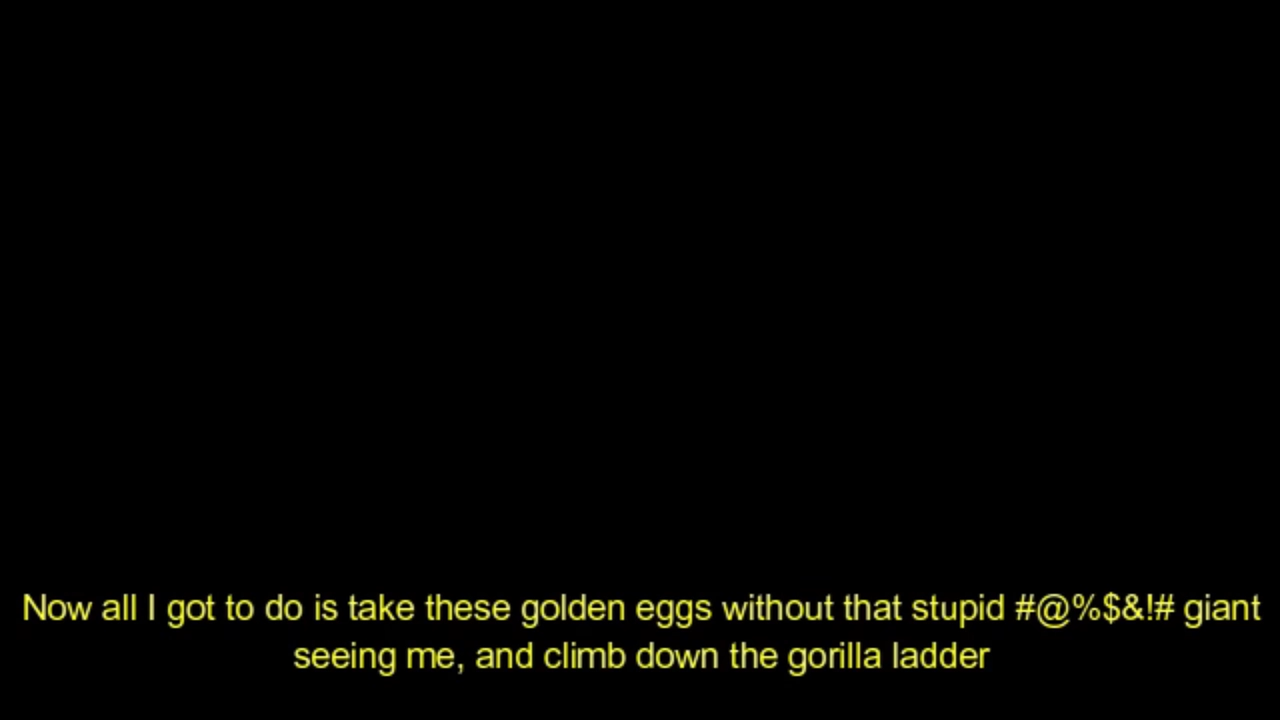 Now all I got to do is take these golden eggs without that stupid #@%$&!# giant
seeing me, and climb down the gorilla ladder